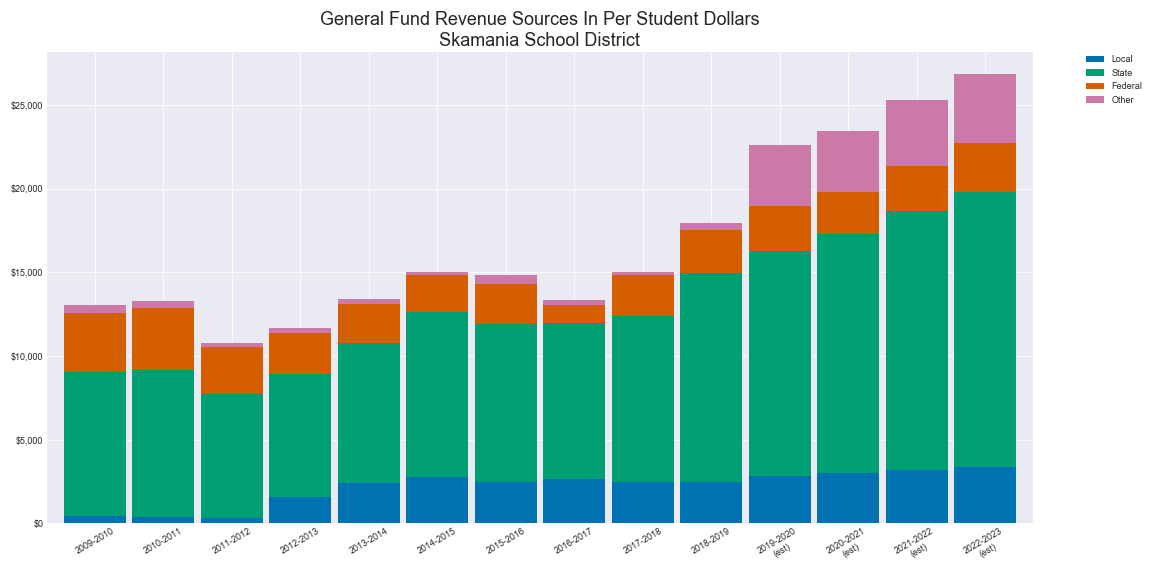 General Fund Revenue Sources In Per Student Dollars
Skamania School District
Local
State
Federal
Other
$25,000
$20,000
$15,000
$10,000
$5,000
$0
2009-2010
2010-2011
2011-2012
2012-2013
2013-2014
2014-2015
2015-2016
2016-2017
2017-2018
2018-2019
2019-2020
(est)
2020-2021
(est)
2021-2022
(est)
2022-2023
(est)